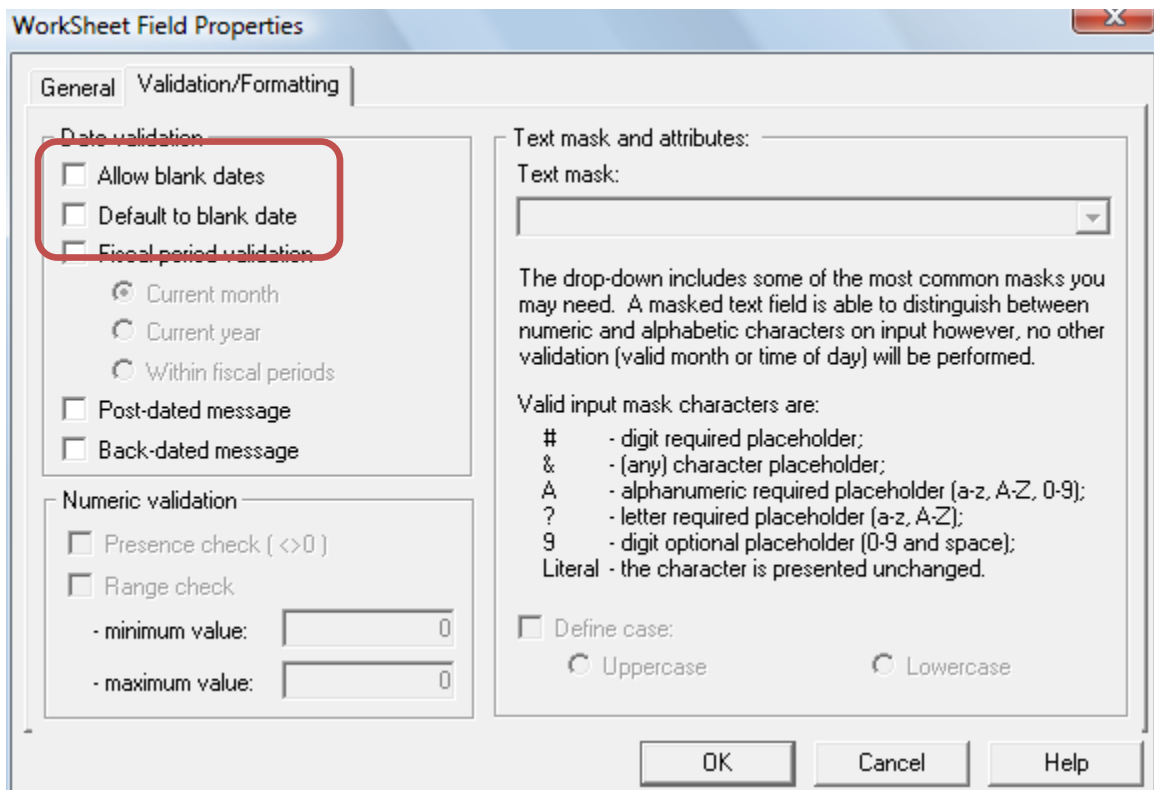 WorkSheet Field Properties
General Validation/Formatting
Date validation
Allow blank dates
Default to blank date
Fiscal period validation
Current month
Current year
Within fiscal periods
Post-dated message
Back-dated message
Numeric validation
Presence check ( <>0 )
Range check
- minimum value: 0
- maximum value: 0
Text mask and attributes:
Text mask:
The drop-down includes some of the most common masks you
may need. A masked text field is able to distinguish between
numeric and alphabetic characters on input however, no other
validation (valid month or time of day) will be performed.
Valid input mask characters are:
# - digit required placeholder;
& - (any) character placeholder;
A - alphanumeric required placeholder (a-z, A-Z, 0-9);
? - letter required placeholder (a-z, A-Z);
9 - digit optional placeholder (0-9 and space);
Literal - the character is presented unchanged.
Define case:
Uppercase Lowercase
OK Cancel Help